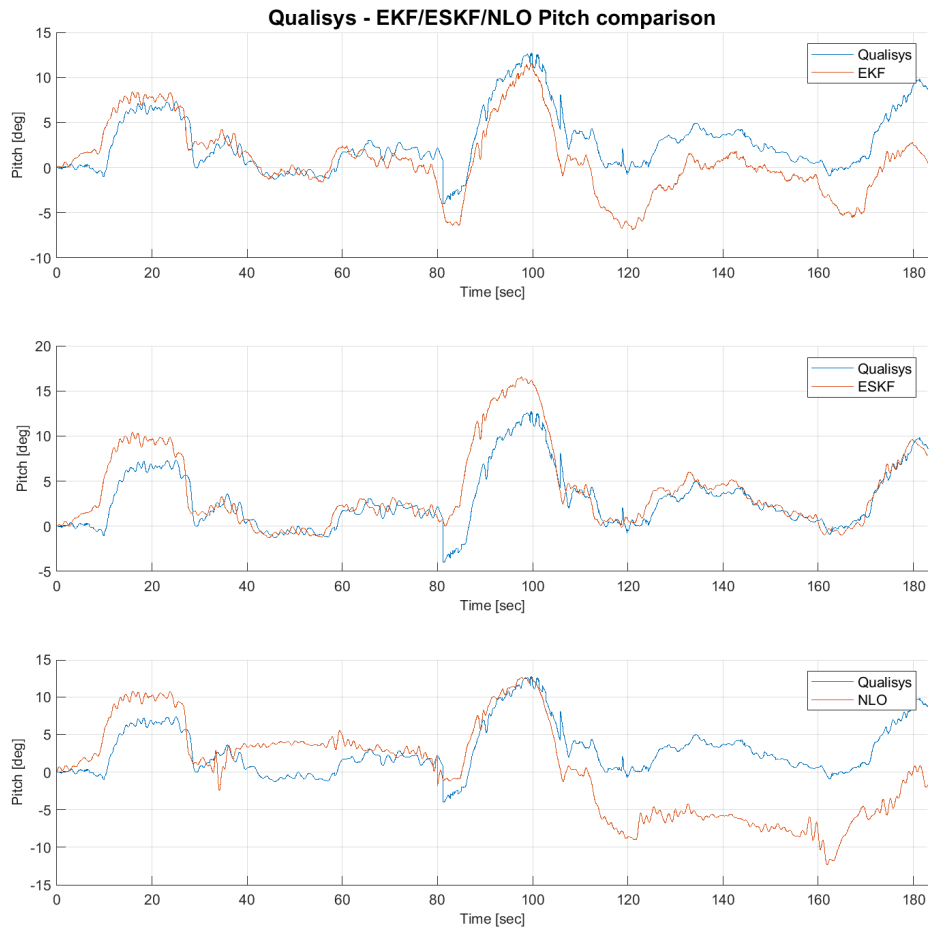 Qualisys - EKF/ESKF/NLO Pitch comparison
15
10
5
0
-5
-10
Pitch [deg]
Qualisys
EKF
0 20 40 60 80 100 120 140 160 180
Time [sec]
20
15
10
5
0
-5
Pitch [deg]
Qualisys
ESKF
0 20 40 60 80 100 120 140 160 180
Time [sec]
15
10
5
0
-5
-10
-15
Pitch [deg]
Qualisys
NLO
0 20 40 60 80 100 120 140 160 180
Time [sec]